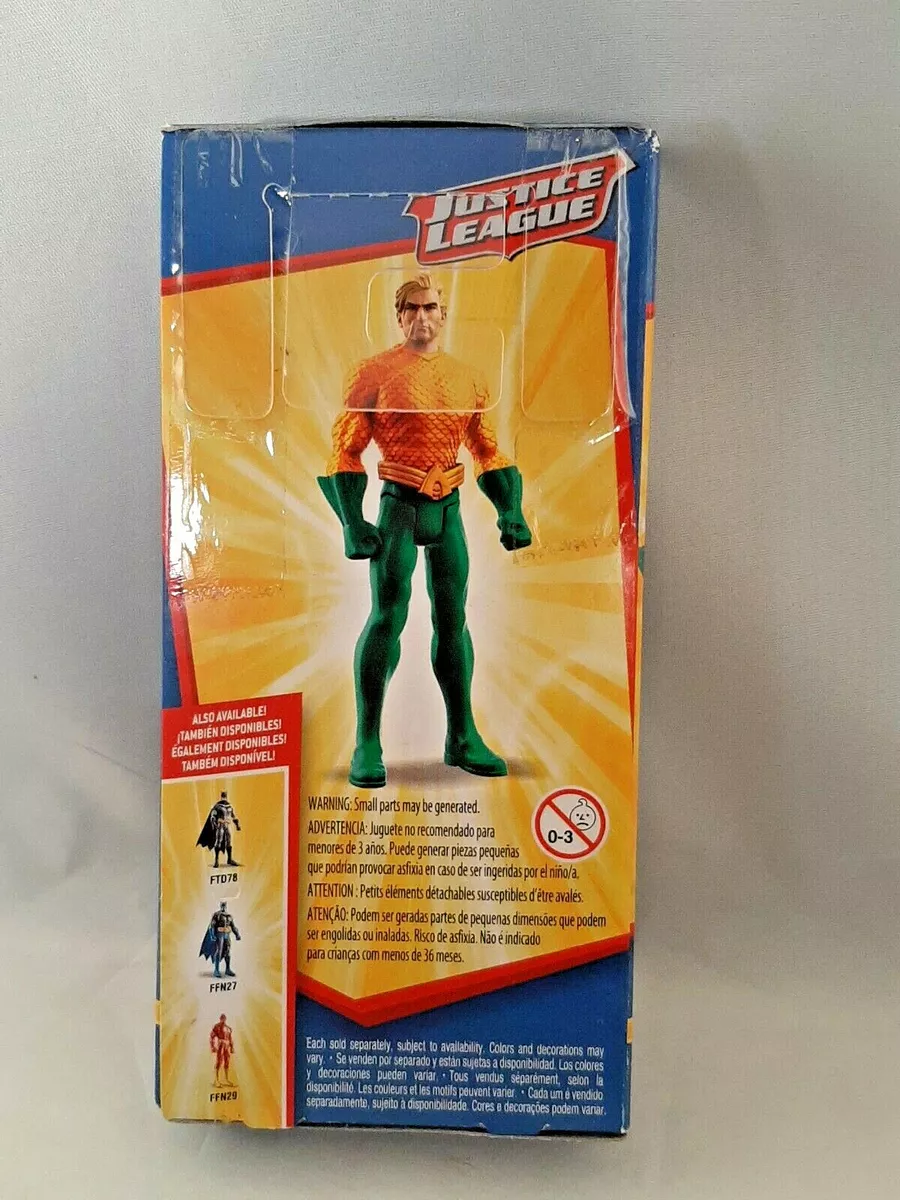 JUSTICE
LEAGUE
ALSO AVAILABLE!
¡TAMBIÉN DISPONIBLES!
ÉGALEMENT DISPONIBLES!
TAMBÉM DISPONÍVEL!
FTD78
FFN27
FFN29
WARNING: Small parts may be generated.
ADVERTENCIA: Juguete no recomendado para
menores de 3 años. Puede generar piezas pequeñas
que podrían provocar asfixia en caso de ser ingeridas por el niño/a.
ATTENTION : Petits éléments détachables susceptibles d'être avalés.
ATENÇÃO: Podem ser geradas partes de pequenas dimensões que podem
ser engolidas ou inaladas. Risco de asfixia. Não é indicado
para crianças com menos de 36 meses.
0-3
Each sold separately, subject to availability. Colors and decorations may
vary. • Se venden por separado y están sujetas a disponibilidad. Los colores
y decoraciones pueden variar. • Tous vendus séparément, selon la
disponibilité. Les couleurs et les motifs peuvent varier. • Cada um é vendido
separadamente, sujeito à disponibilidade. Cores e decorações podem variar.